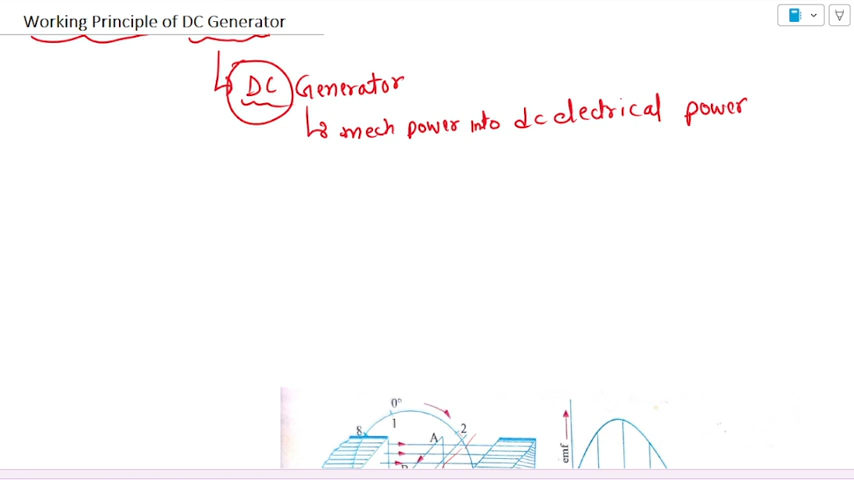 Working Principle of DC Generator
DC Generator
mech power into dc electrical power
0°
1
8
2
A
emf